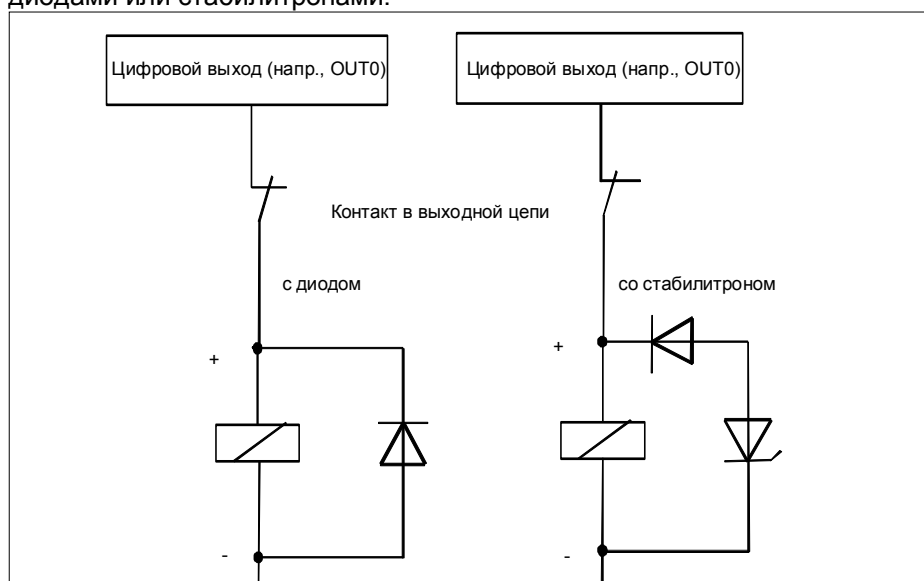 диодами или стабилитронами.
Цифровой выход (напр., OUT0)
Цифровой выход (напр., OUT0)
Контакт в выходной цепи
с диодом
со стабилитроном
+
+
-
-